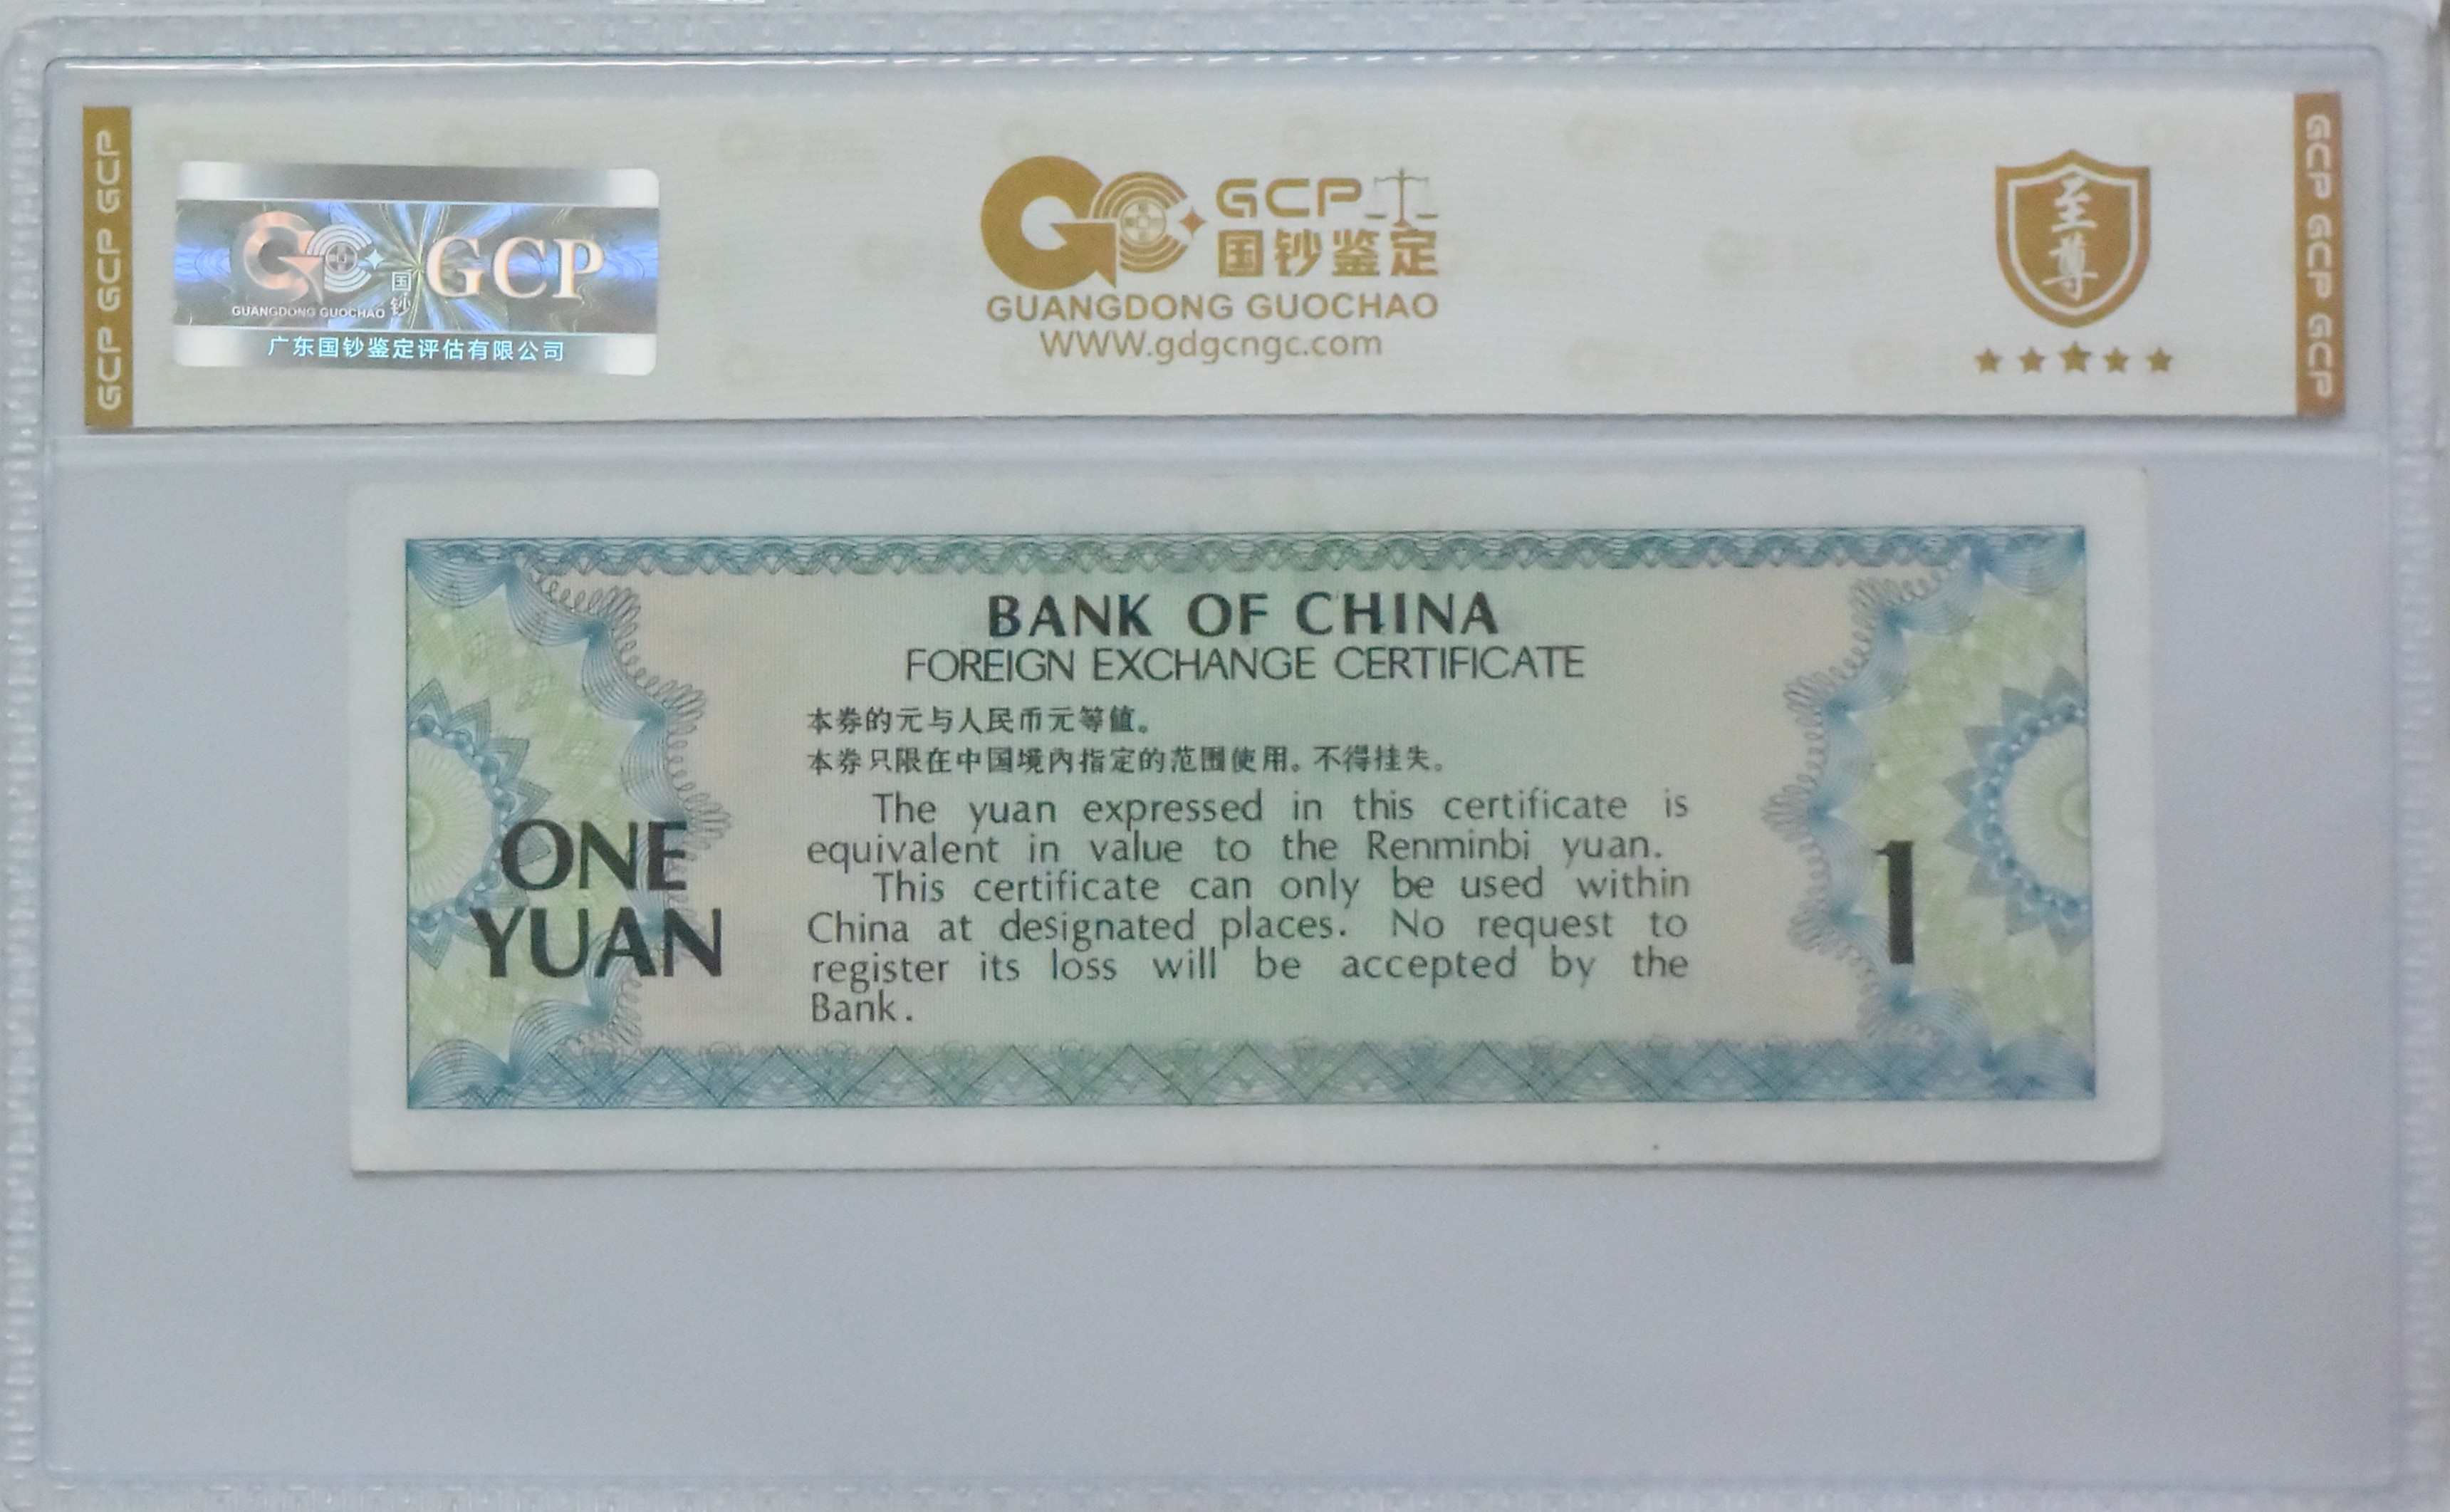 GCP GCP GCP
GCP
国钞
GUANGDONG GUOCHAO
广东国钞鉴定评估有限公司
GCP
国钞鉴定
GUANGDONG GUOCHAO
WWW.gdgcngc.com
至尊
GCP GCP GCP
BANK OF CHINA
FOREIGN EXCHANGE CERTIFICATE
本券的元与人民币元等値。
本券只限在中国境内指定的范围使用。不得挂失。
The yuan expressed in this certificate is
equivalent in value to the Renminbi yuan.
This certificate can only be used within
China at designated places. No request to
register its loss will be accepted by the
Bank.
ONE
YUAN
1